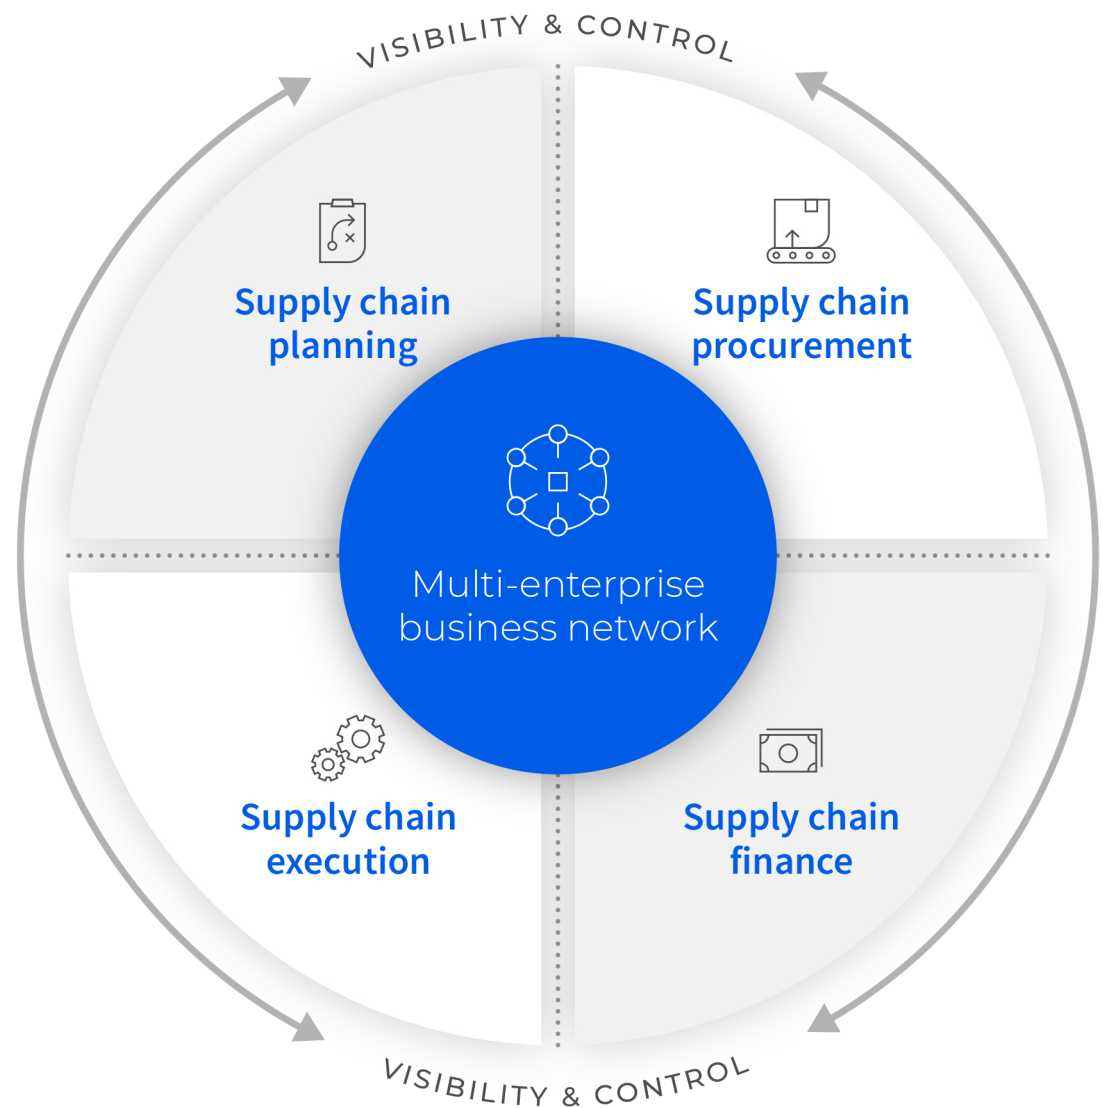 VISIBILITY & CONTROL
Supply chain
planning
Supply chain
procurement
Multi-enterprise
business network
Supply chain
execution
Supply chain
finance
VISIBILITY & CONTROL